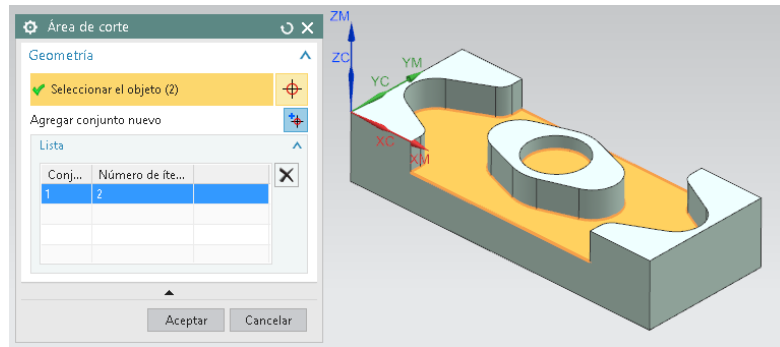 Área de corte
Geometría
Seleccionar el objeto (2)
Agregar conjunto nuevo
Lista
Conj... Número de íte...
1 2
Aceptar Cancelar
ZM
ZC
YM
YC
XC
XM